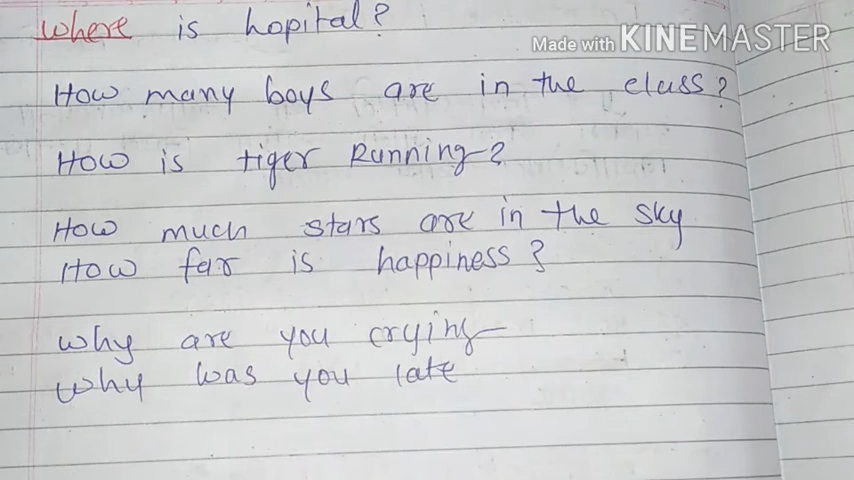 Where is hopital?
Made with KINEMASTER
How many boys are in the class?
How is tiger Running?
How much stars are in the sky
How far is happiness?
Why are you crying
Why was you late